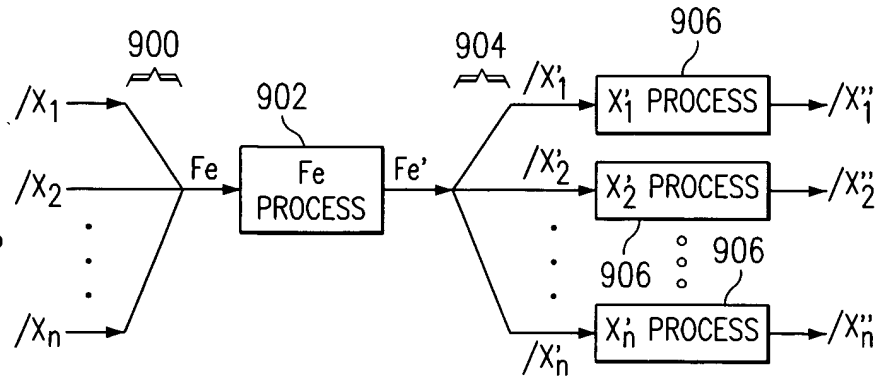 900
904
906
/X₁
902
/X'₁
X'₁ PROCESS
/X''₁
/X₂
Fe
Fe
PROCESS
Fe'
/X'₂
X'₂ PROCESS
/X''₂
906
906
/Xₙ
/X'ₙ
X'ₙ PROCESS
/X''ₙ